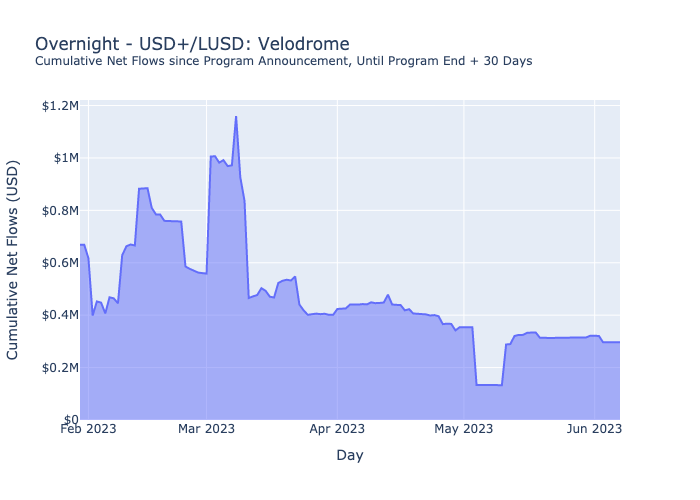 Overnight - USD+/LUSD: Velodrome
Cumulative Net Flows since Program Announcement, Until Program End + 30 Days
Cumulative Net Flows (USD)
$1.2M
$1M
$0.8M
$0.6M
$0.4M
$0.2M
$0
Feb 2023 Mar 2023 Apr 2023 May 2023 Jun 2023
Day